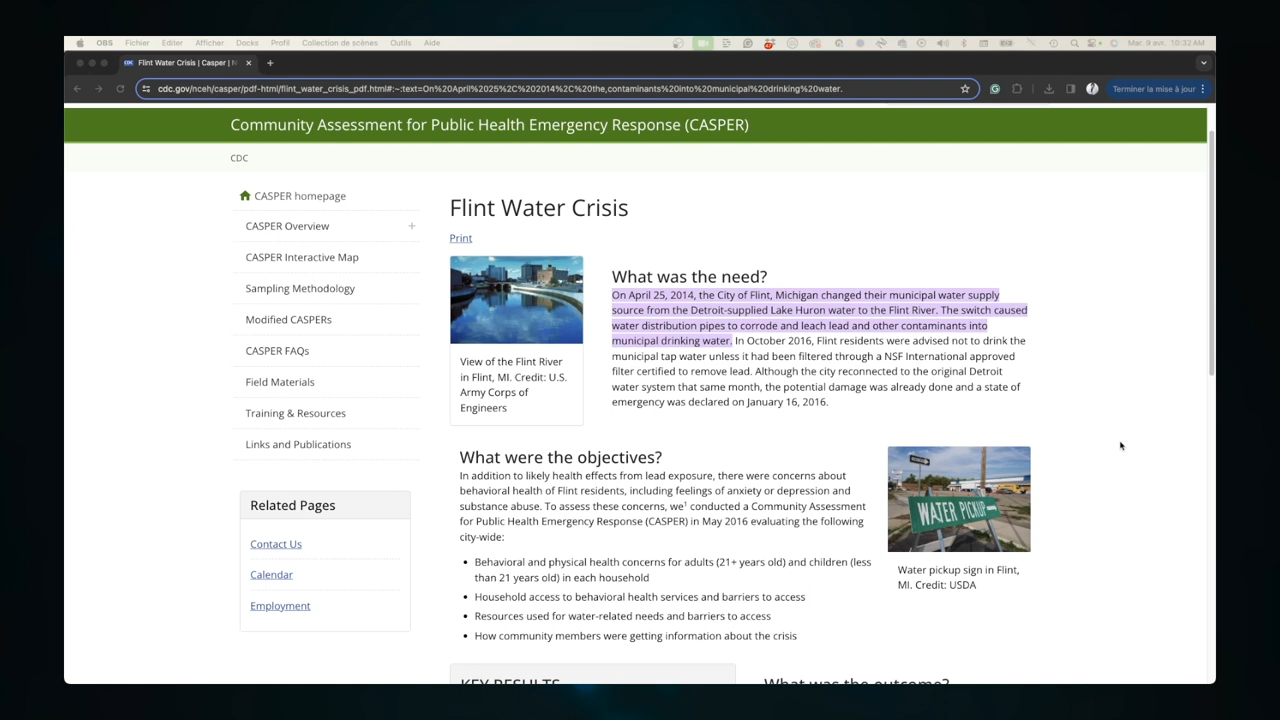 OBS Fichier Editer Afficher Docks Profil Collection de scènes Outils Aide Mar. 9 avr. 10:32 AM
Flint Water Crisis | Casper |
cdc.gov/nceh/casper/pdf-html/flint_water_crisis_pdf.html#:~:text=On%20April%2025%2C%202014%2C%20the,contaminants%20into%20municipal%20drinking%20water.
Terminer la mise à jour
Community Assessment for Public Health Emergency Response (CASPER)
CDC
CASPER homepage
CASPER Overview
CASPER Interactive Map
Sampling Methodology
Modified CASPERs
CASPER FAQs
Field Materials
Training & Resources
Links and Publications
Related Pages
Contact Us
Calendar
Employment
Flint Water Crisis
Print
View of the Flint River
in Flint, MI. Credit: U.S.
Army Corps of
Engineers
What was the need?
On April 25, 2014, the City of Flint, Michigan changed their municipal water supply
source from the Detroit-supplied Lake Huron water to the Flint River. The switch caused
water distribution pipes to corrode and leach lead and other contaminants into
municipal drinking water. In October 2016, Flint residents were advised not to drink the
municipal tap water unless it had been filtered through a NSF International approved
filter certified to remove lead. Although the city reconnected to the original Detroit
water system that same month, the potential damage was already done and a state of
emergency was declared on January 16, 2016.
What were the objectives?
In addition to likely health effects from lead exposure, there were concerns about
behavioral health of Flint residents, including feelings of anxiety or depression and
substance abuse. To assess these concerns, we¹ conducted a Community Assessment
for Public Health Emergency Response (CASPER) in May 2016 evaluating the following
city-wide:
• Behavioral and physical health concerns for adults (21+ years old) and children (less
than 21 years old) in each household
• Household access to behavioral health services and barriers to access
• Resources used for water-related needs and barriers to access
• How community members were getting information about the crisis
WATER PICKUP
Water pickup sign in Flint,
MI. Credit: USDA
KEY RESULTS
What was the outcome?